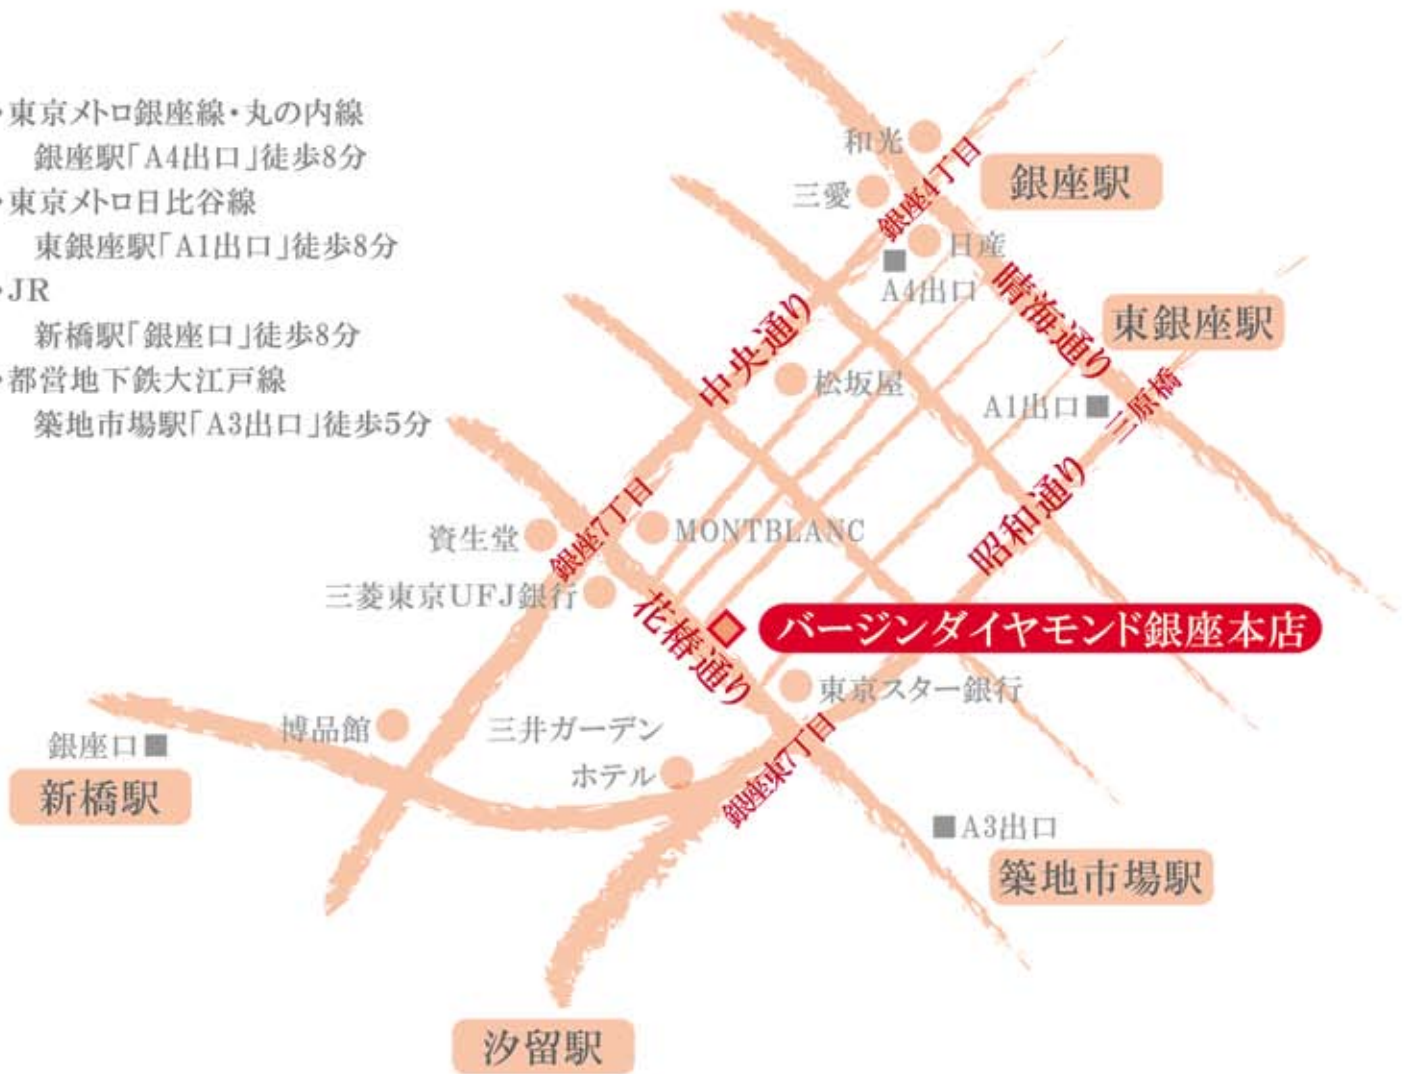 ・東京メトロ銀座線・丸の内線
銀座駅「A4出口」徒歩8分
・東京メトロ日比谷線
東銀座駅「A1出口」徒歩8分
・JR
新橋駅「銀座口」徒歩8分
・都営地下鉄大江戸線
築地市場駅「A3出口」徒歩5分
和光
三愛
銀座4丁目
銀座駅
日産
A4出口
晴海通り
東銀座駅
中央通り
松坂屋
A1出口
三原橋
昭和通り
資生堂
銀座7丁目
MONTBLANC
三菱東京UFJ銀行
花椿通り
バージンダイヤモンド銀座本店
東京スター銀行
博品館
三井ガーデン
ホテル
銀座口
新橋駅
銀座東7丁目
A3出口
築地市場駅
汐留駅